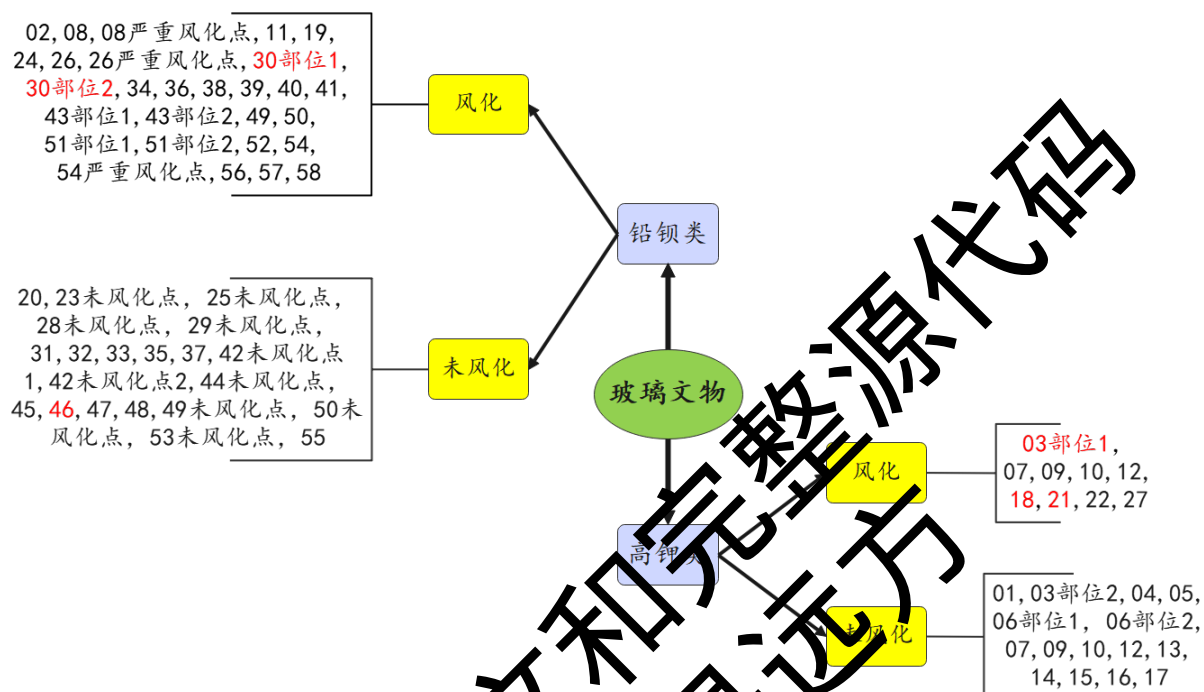 02,08,08严重风化点,11,19,
24,26,26严重风化点,30部位1,
30部位2,34,36,38,39,40,41,
43部位1,43部位2,49,50,
51部位1,51部位2,52,54,
54严重风化点,56,57,58
风化
铅钡类
20,23未风化点, 25未风化点,
28未风化点, 29未风化点,
31,32,33,35,37,42未风化点
1,42未风化点2,44未风化点,
45,46,47,48,49未风化点, 50未
风化点, 53未风化点, 55
未风化
玻璃文物
高钾类
风化
03部位1,
07,09,10,12,
18,21,22,27
未风化
01,03部位2,04,05,
06部位1, 06部位2,
07,09,10,12,13,
14,15,16,17
文和完整源代码
远方